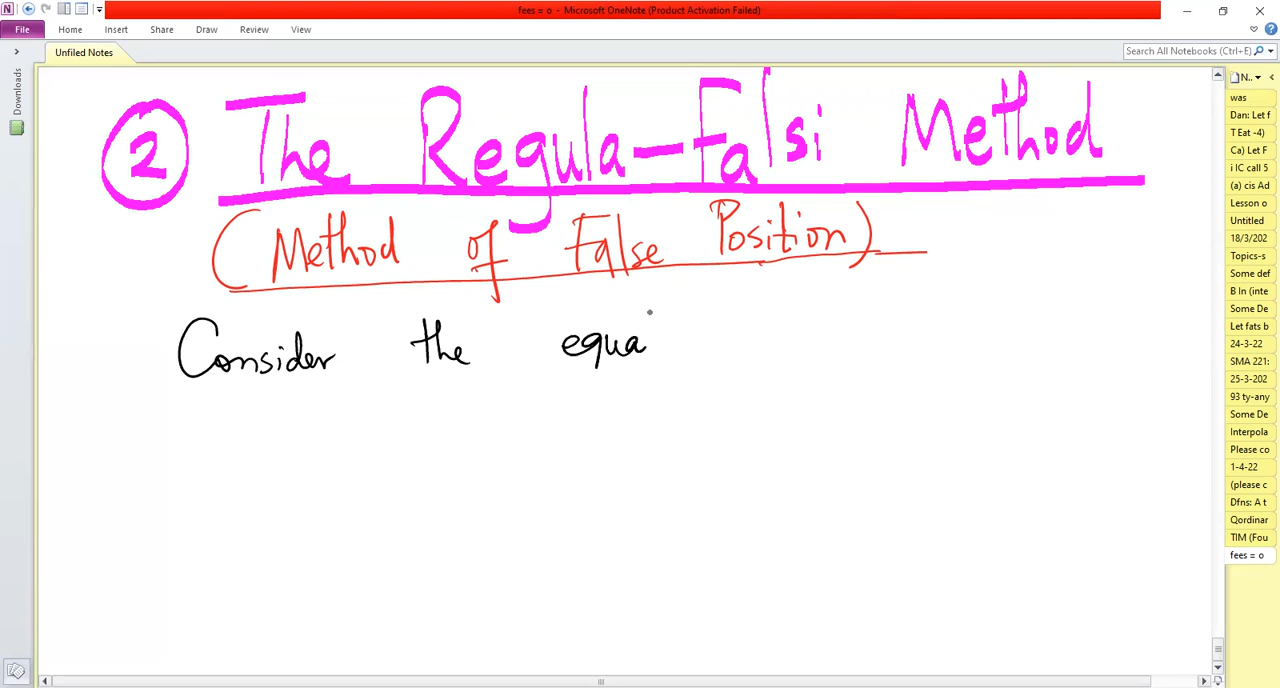 fees = o - Microsoft OneNote (Product Activation Failed)
File Home Insert Share Draw Review View
Unfiled Notes
Search All Notebooks (Ctrl+E)
Downloads
2 The Regula-Falsi Method
(Method of False Position)
Consider the equa
N..
was
Dan: Let f
T Eat -4)
Ca) Let F
i IC call 5
(a) cis Ad
Lesson o
Untitled
18/3/202
Topics-s
Some def
B In (inte
Some De
Let fats b
24-3-22
SMA 221:
25-3-202
93 ty-any
Some De
Interpola
Please co
1-4-22
(please c
Dfns: A t
Qordinar
TIM (Fou
fees = o